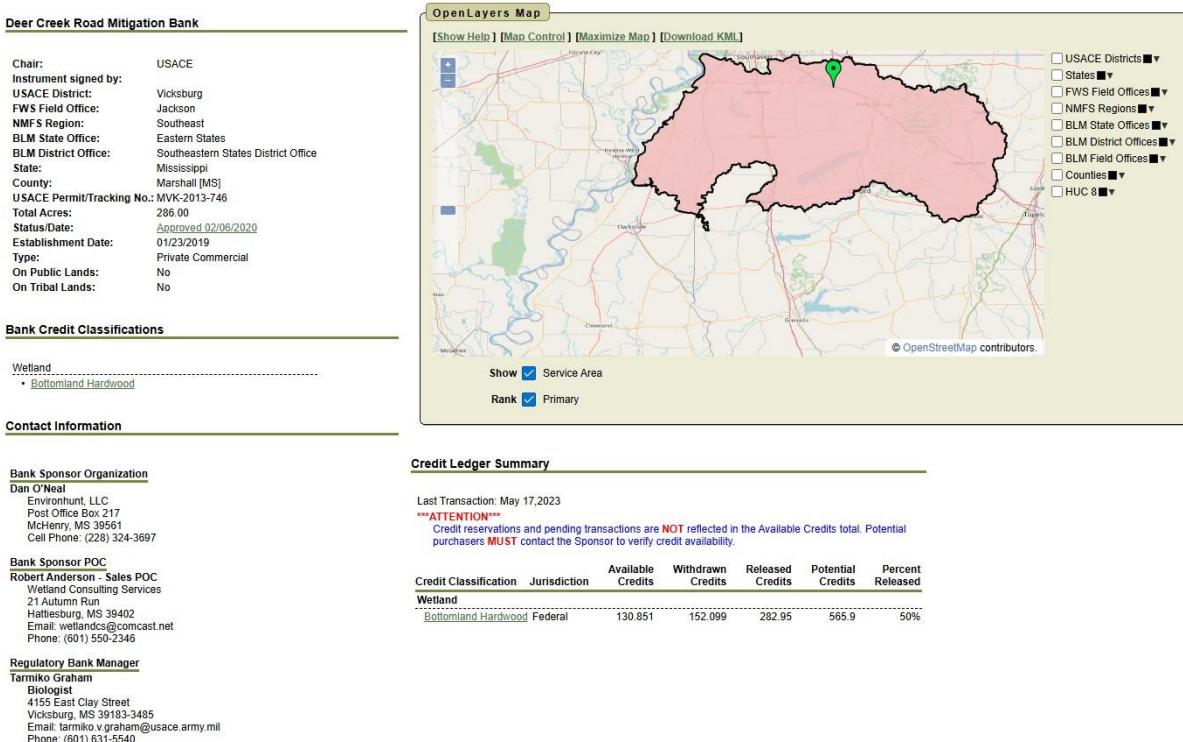 Deer Creek Road Mitigation Bank
Chair: USACE
Instrument signed by:
USACE District: Vicksburg
FWS Field Office: Jackson
NMFS Region: Southeast
BLM State Office: Eastern States
BLM District Office: Southeastern States District Office
State: Mississippi
County: Marshall [MS]
USACE Permit/Tracking No.: MVK-2013-746
Total Acres: 286.00
Status/Date: Approved 02/06/2020
Establishment Date: 01/23/2019
Type: Private Commercial
On Public Lands: No
On Tribal Lands: No
Bank Credit Classifications
Wetland
• Bottomland Hardwood
Contact Information
Bank Sponsor Organization
Dan O'Neal
Environhunt, LLC
Post Office Box 217
McHenry, MS 39561
Cell Phone: (228) 324-3697
Bank Sponsor POC
Robert Anderson - Sales POC
Wetland Consulting Services
21 Autumn Run
Hattiesburg, MS 39402
Email: wetlandcs@comcast.net
Phone: (601) 550-2346
Regulatory Bank Manager
Tarmiko Graham
Biologist
4155 East Clay Street
Vicksburg, MS 39183-3485
Email: tarmiko.v.graham@usace.army.mil
Phone: (601) 631-5540
OpenLayers Map
[Show Help] [Map Control] [Maximize Map] [Download KML]
+
Forrest City
Southaven
Helena-West
Helena
Clarksdale
Cleveland
Grenada
McGehee
© OpenStreetMap contributors.
USACE Districts
States
FWS Field Offices
NMFS Regions
BLM State Offices
BLM District Offices
BLM Field Offices
Counties
HUC 8
Show Service Area
Rank Primary
Credit Ledger Summary
Last Transaction: May 17,2023
***ATTENTION***
Credit reservations and pending transactions are NOT reflected in the Available Credits total. Potential
purchasers MUST contact the Sponsor to verify credit availability.
Available Withdrawn Released Potential Percent
Credit Classification Jurisdiction Credits Credits Credits Credits Released
Wetland
Bottomland Hardwood Federal 130.851 152.099 282.95 565.9 50%